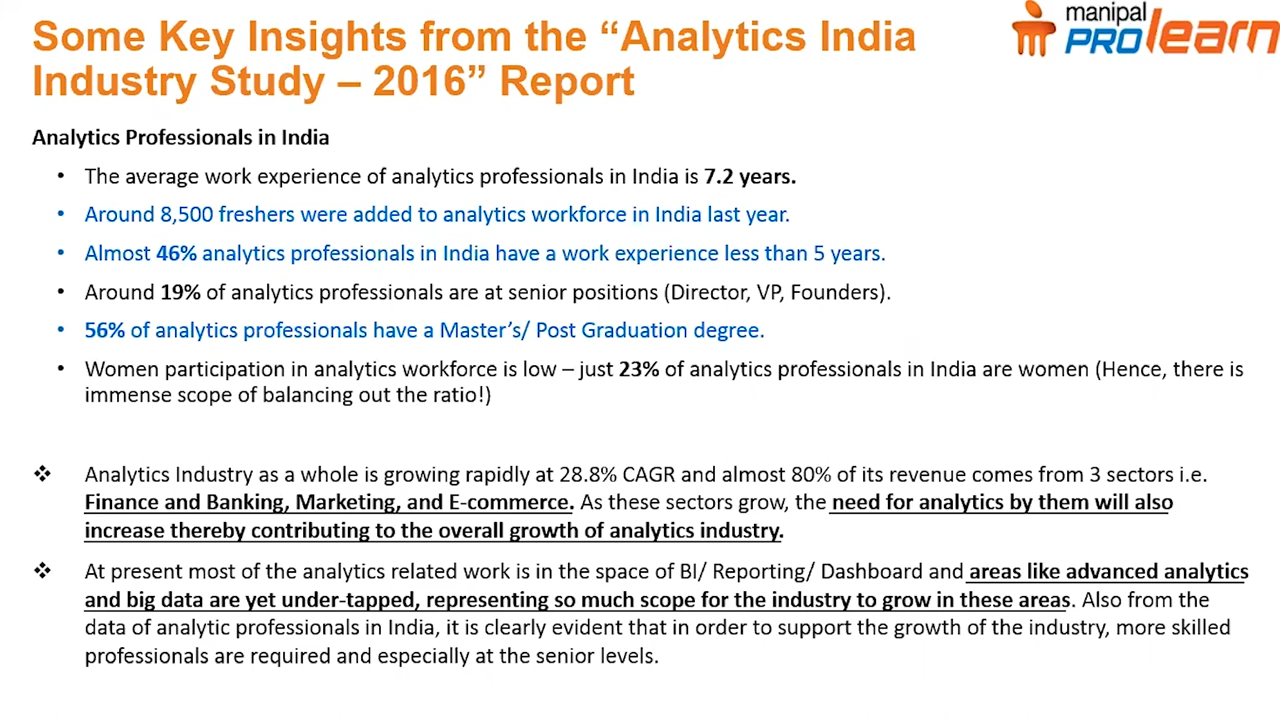 Some Key Insights from the “Analytics India
Industry Study – 2016” Report
manipal
PRO learn
Analytics Professionals in India
• The average work experience of analytics professionals in India is 7.2 years.
• Around 8,500 freshers were added to analytics workforce in India last year.
• Almost 46% analytics professionals in India have a work experience less than 5 years.
• Around 19% of analytics professionals are at senior positions (Director, VP, Founders).
• 56% of analytics professionals have a Master’s/ Post Graduation degree.
• Women participation in analytics workforce is low – just 23% of analytics professionals in India are women (Hence, there is
immense scope of balancing out the ratio!)
❖ Analytics Industry as a whole is growing rapidly at 28.8% CAGR and almost 80% of its revenue comes from 3 sectors i.e.
Finance and Banking, Marketing, and E-commerce. As these sectors grow, the need for analytics by them will also
increase thereby contributing to the overall growth of analytics industry.
❖ At present most of the analytics related work is in the space of BI/ Reporting/ Dashboard and areas like advanced analytics
and big data are yet under-tapped, representing so much scope for the industry to grow in these areas. Also from the
data of analytic professionals in India, it is clearly evident that in order to support the growth of the industry, more skilled
professionals are required and especially at the senior levels.